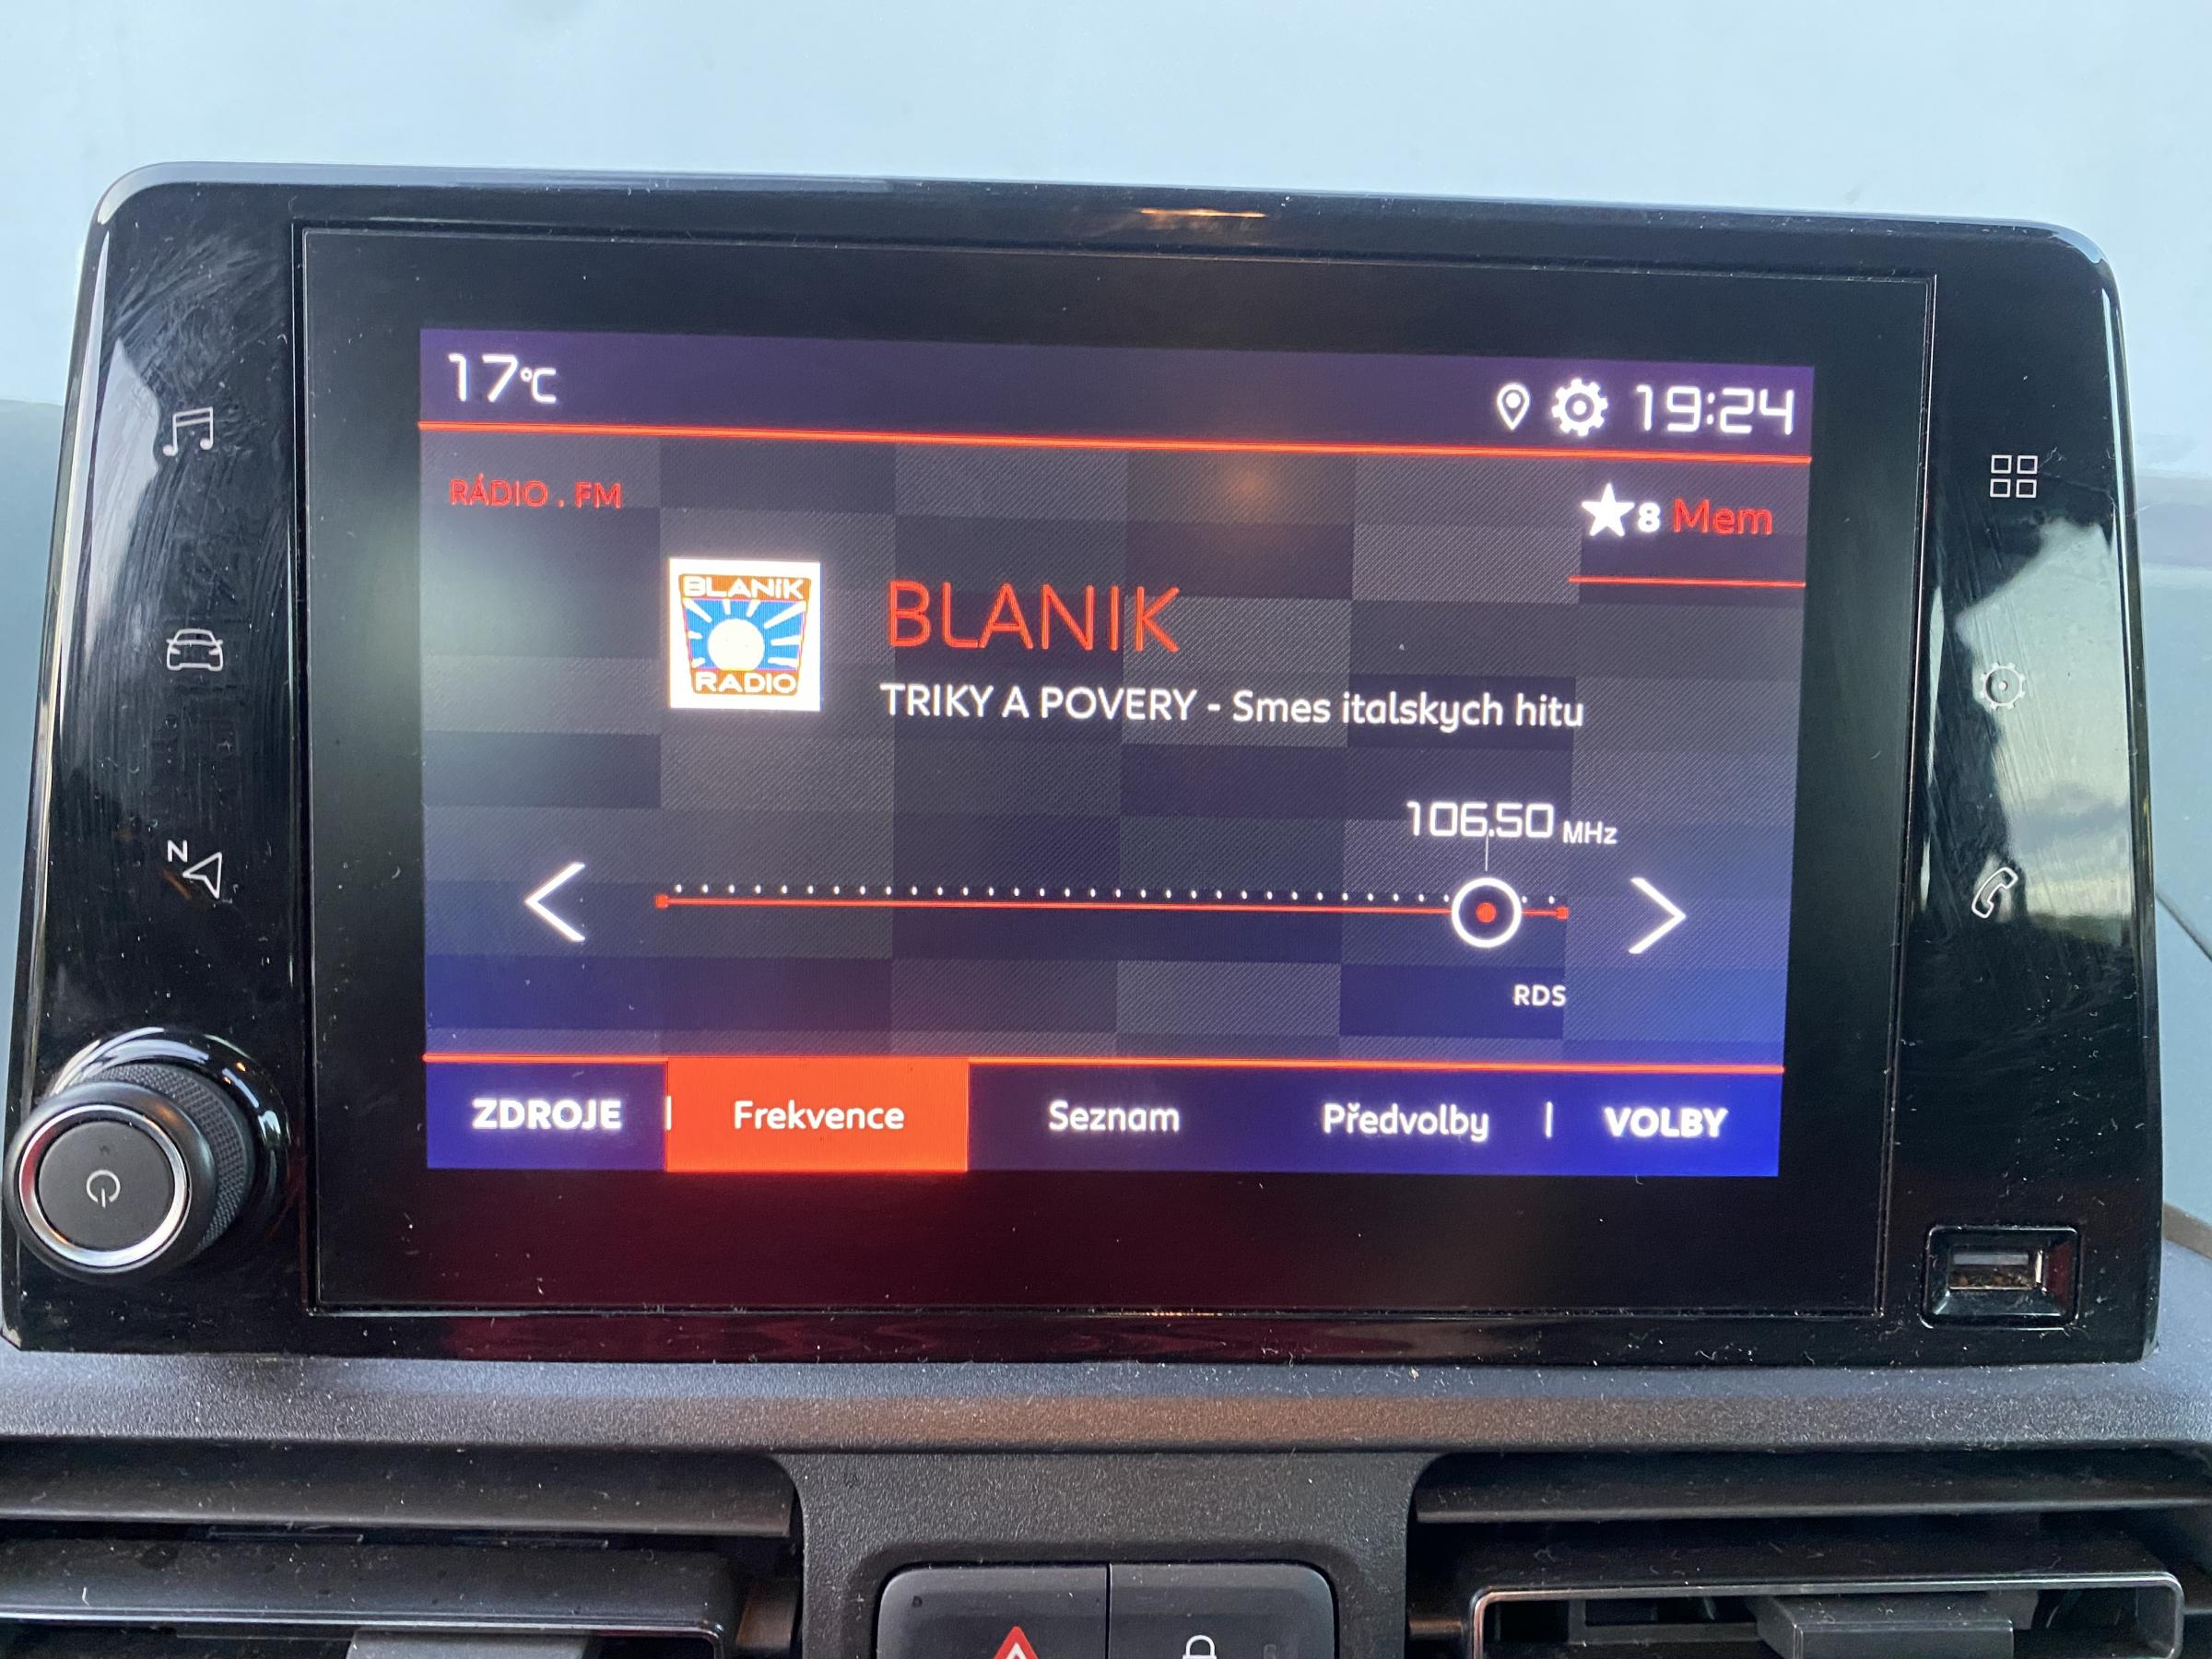 17°C
19:24
RÁDIO . FM
★8 Mem
BLANIK
RADIO
BLANIK
TRIKY A POVERY - Smes italskych hitu
106.50 MHz
N
RDS
ZDROJE | Frekvence Seznam Předvolby | VOLBY